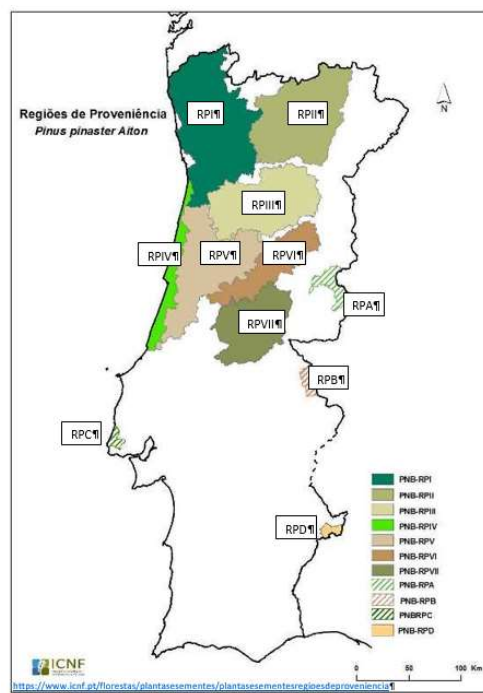 Regiões de Proveniência
Pinus pinaster Aiton
N
RPI¶
RPII¶
RPIII¶
RPIV¶
RPV¶
RPVI¶
RPVII¶
RPA¶
RPB¶
RPC¶
RPD¶
PNB-RPI
PNB-RPII
PNB-RPIII
PNB-RPIV
PNB-RPV
PNB-RPVI
PNB-RPVII
PNB-RPA
PNB-RPB
PNBRPC
PNB-RPD
0 50 100 Km
ICNF
https://www.icnf.pt/florestas/plantasesementes/plantasesementesregioesdeproveniencia¶